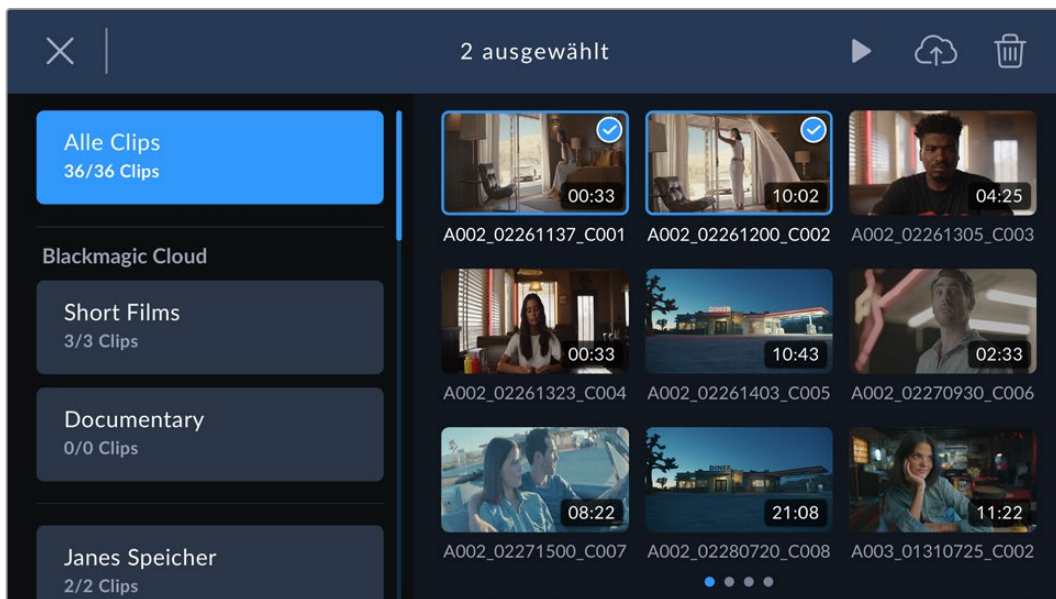 2 ausgewählt
Alle Clips
36/36 Clips
Blackmagic Cloud
Short Films
3/3 Clips
Documentary
0/0 Clips
Janes Speicher
2/2 Clips
00:33
10:02
04:25
A002_02261137_C001
A002_02261200_C002
A002_02261305_C003
DINER
00:33
10:43
02:33
A002_02261323_C004
A002_02261403_C005
A002_02270930_C006
DINER
08:22
21:08
11:22
A002_02271500_C007
A002_02280720_C008
A003_01310725_C002